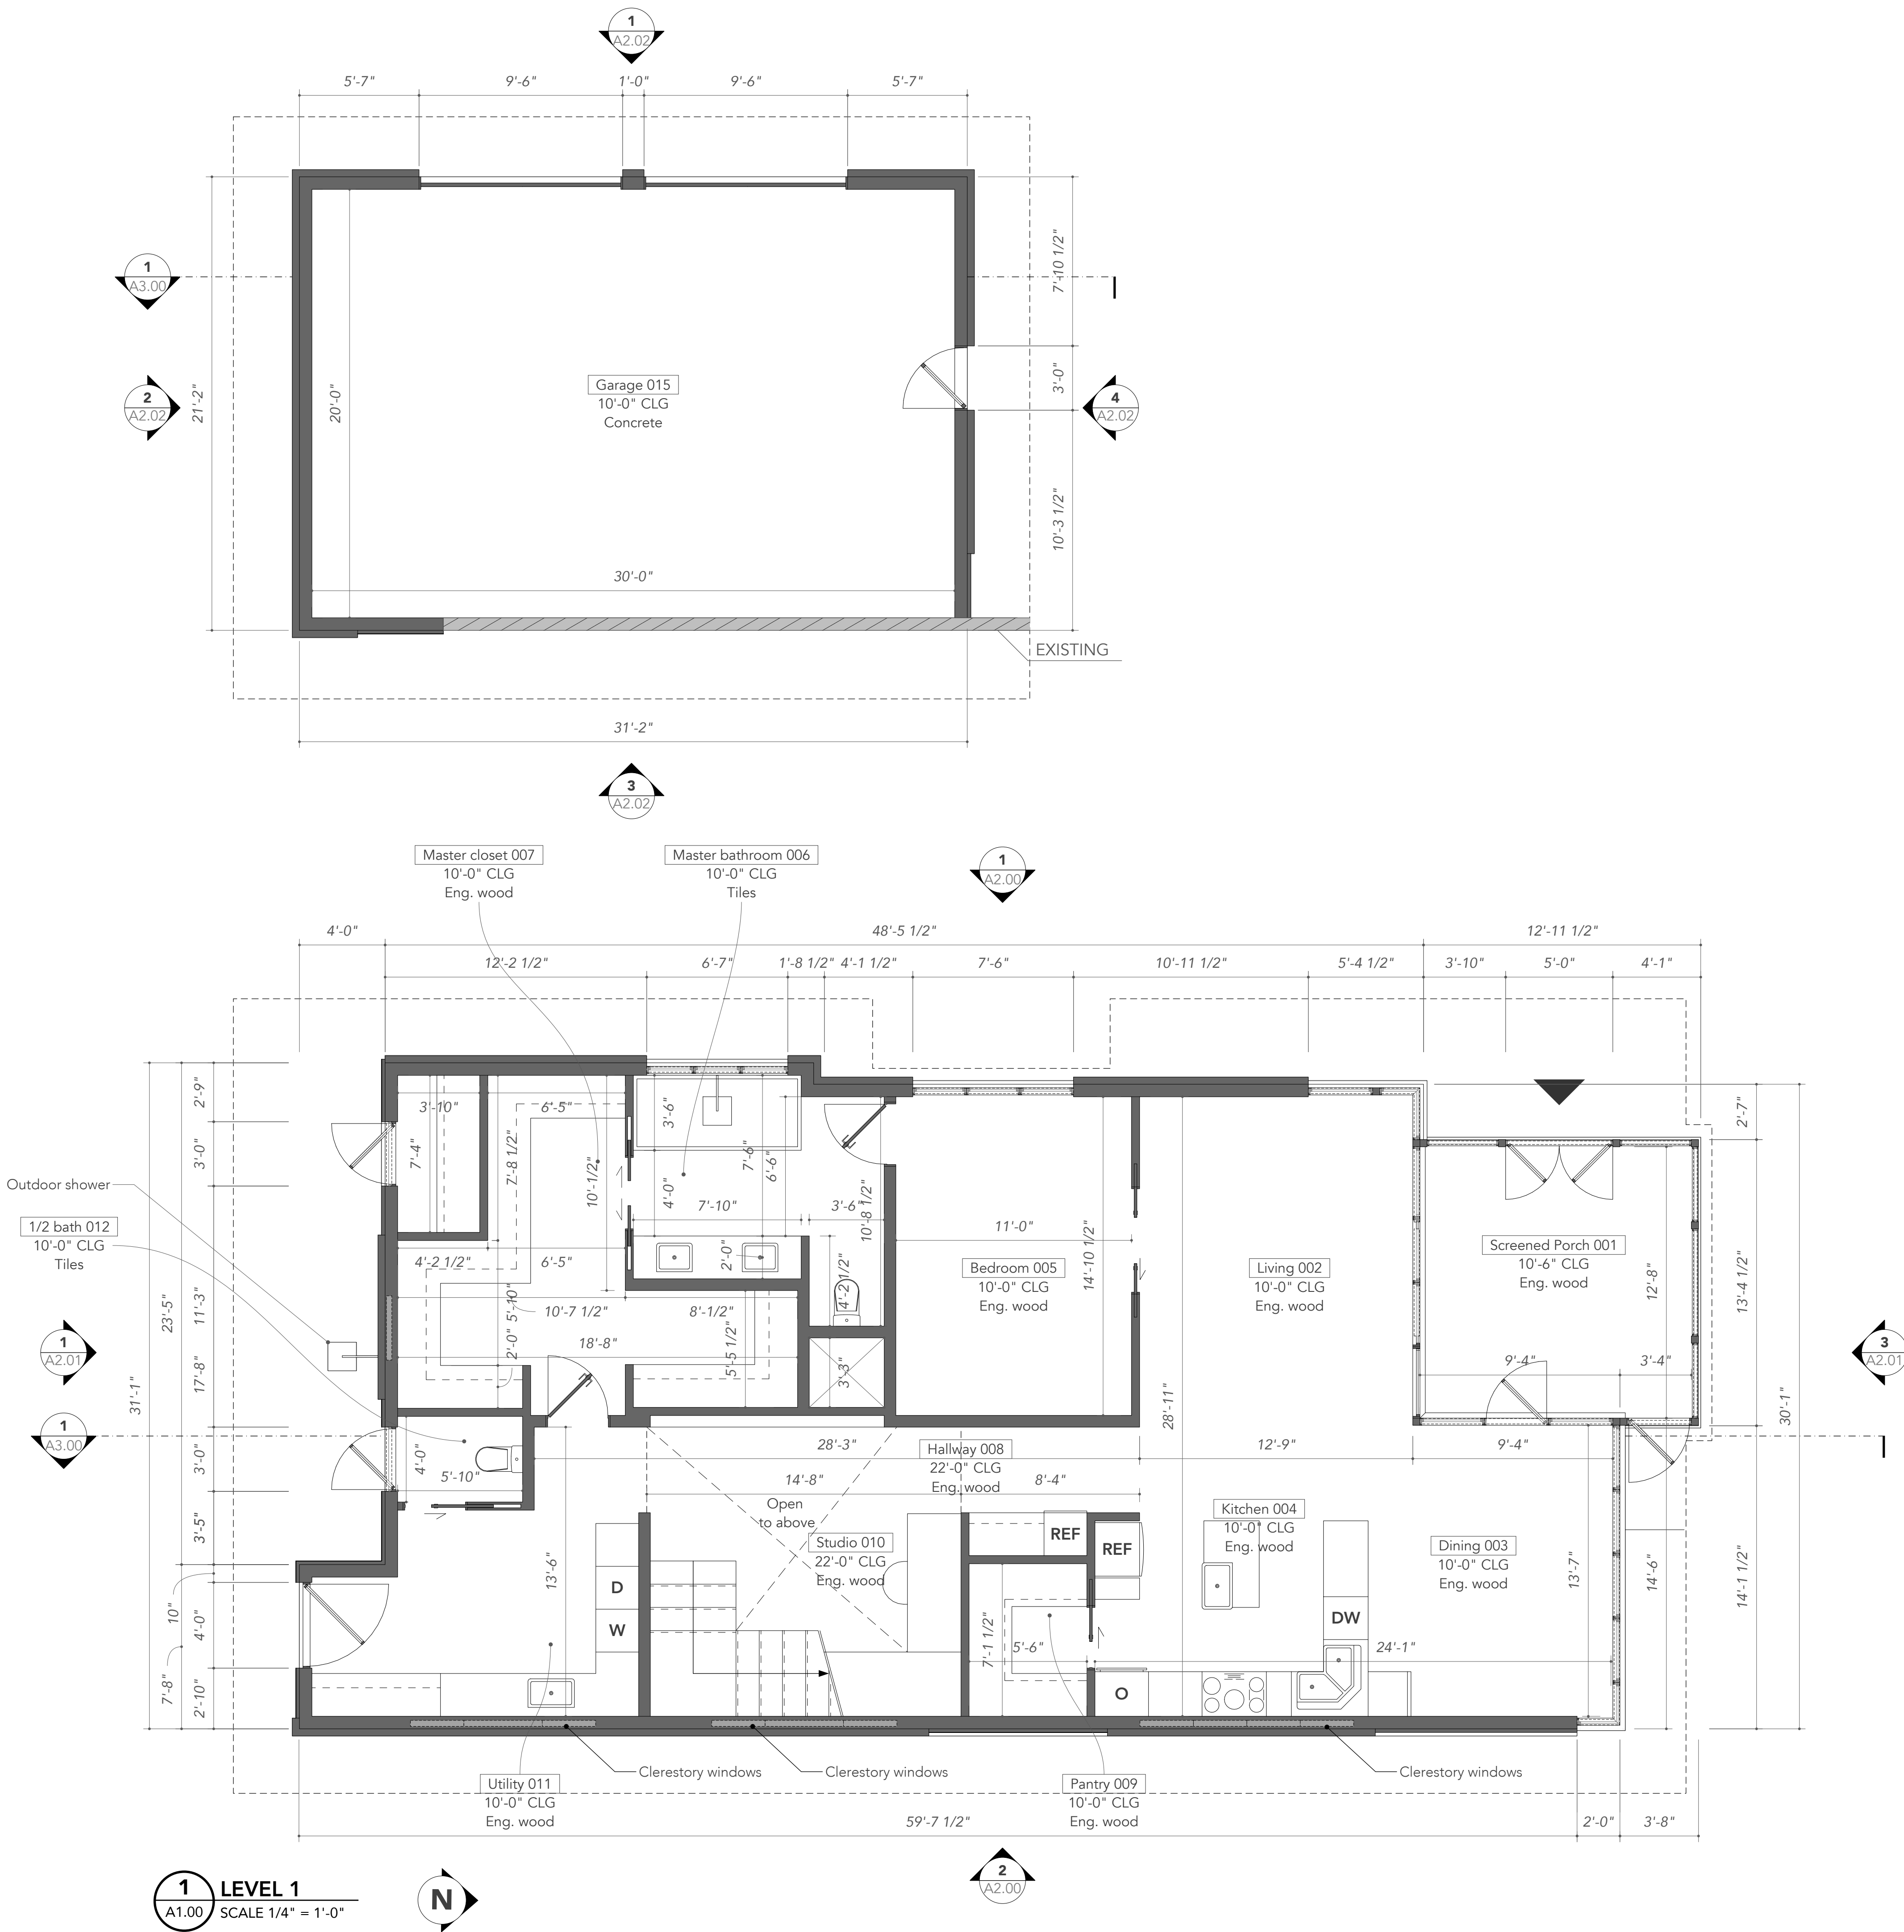 1
A2.02
5'-7"
9'-6"
1'-0"
9'-6"
5'-7"
7'-10 1/2"
1
A3.00
3'-0"
2
A2.02
21'-2"
20'-0"
Garage 015
10'-0" CLG
Concrete
4
A2.02
10'-3 1/2"
30'-0"
EXISTING
31'-2"
3
A2.02
Master closet 007
10'-0" CLG
Eng. wood
Master bathroom 006
10'-0" CLG
Tiles
1
A2.00
4'-0"
48'-5 1/2"
12'-11 1/2"
12'-2 1/2"
6'-7"
1'-8 1/2"
4'-1 1/2"
7'-6"
10'-11 1/2"
5'-4 1/2"
3'-10"
5'-0"
4'-1"
2'-9"
3'-10"
6'-5"
3'-6"
2'-7"
3'-0"
7'-4"
7'-8 1/2"
10'-1/2"
7'-6"
6'-6"
Outdoor shower
4'-0"
7'-10"
3'-6"
10'-8 1/2"
1/2 bath 012
10'-0" CLG
Tiles
11'-0"
14'-10 1/2"
4'-2 1/2"
6'-5"
2'-0"
4'-2 1/2"
Bedroom 005
10'-0" CLG
Eng. wood
Living 002
10'-0" CLG
Eng. wood
Screened Porch 001
10'-6" CLG
Eng. wood
12'-8"
13'-4 1/2"
23'-5"
11'-3"
5'-10"
10'-7 1/2"
8'-1/2"
18'-8"
2'-0"
5'-5 1/2"
3'-3"
1
A2.01
17'-8"
31'-1"
9'-4"
3'-4"
3
A2.01
28'-11"
30'-1"
1
A3.00
3'-0"
4'-0"
5'-10"
28'-3"
Hallway 008
22'-0" CLG
Eng. wood
12'-9"
9'-4"
14'-8"
8'-4"
3'-5"
Open
to above
Studio 010
22'-0" CLG
Eng. wood
REF
REF
Kitchen 004
10'-0" CLG
Eng. wood
Dining 003
10'-0" CLG
Eng. wood
13'-6"
D
W
13'-7"
14'-6"
14'-1 1/2"
10"
4'-0"
DW
7'-1 1/2"
5'-6"
24'-1"
7'-8"
2'-10"
O
Clerestory windows
Clerestory windows
Clerestory windows
Utility 011
10'-0" CLG
Eng. wood
Pantry 009
10'-0" CLG
Eng. wood
59'-7 1/2"
2'-0"
3'-8"
2
A2.00
1
A1.00
LEVEL 1
SCALE 1/4" = 1'-0"
N